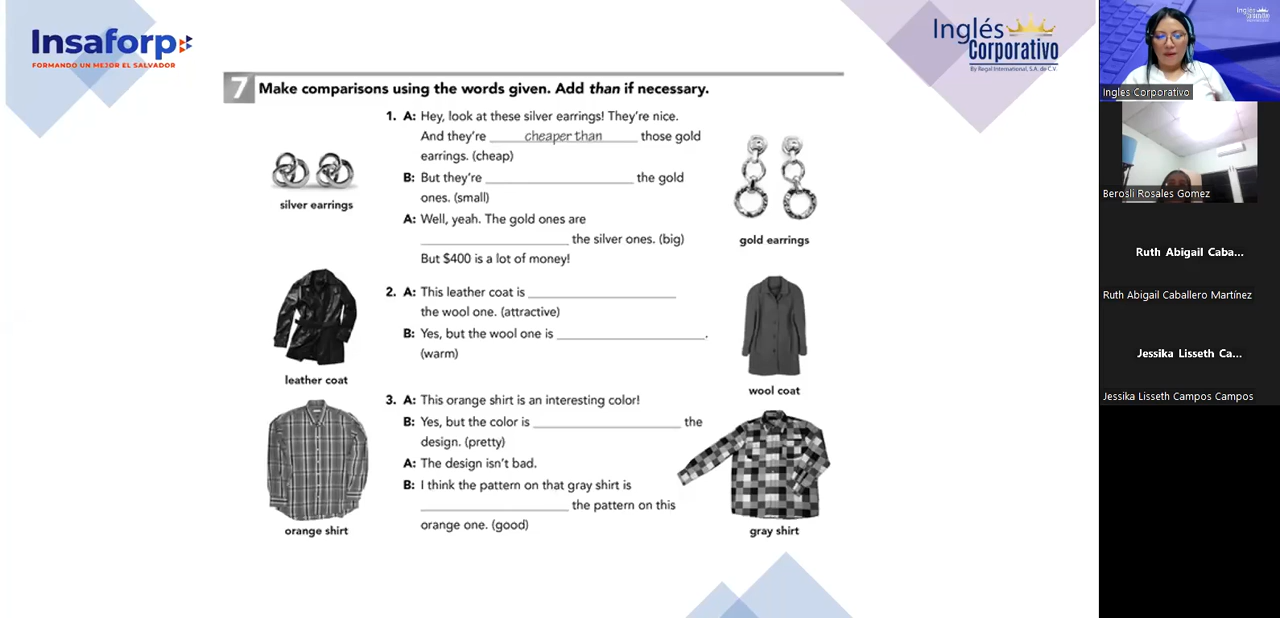 Insaforp
FORMANDO UN MEJOR EL SALVADOR
Inglés
Corporativo
By Regal International, S.A. de C.V.
7 Make comparisons using the words given. Add than if necessary.
1. A: Hey, look at these silver earrings! They're nice.
And they're cheaper than those gold
earrings. (cheap)
B: But they're ____ the gold
ones. (small)
A: Well, yeah. The gold ones are
____ the silver ones. (big)
But $400 is a lot of money!
silver earrings
gold earrings
2. A: This leather coat is ____
the wool one. (attractive)
B: Yes, but the wool one is ____.
(warm)
leather coat
wool coat
3. A: This orange shirt is an interesting color!
B: Yes, but the color is ____ the
design. (pretty)
A: The design isn't bad.
B: I think the pattern on that gray shirt is
____ the pattern on this
orange one. (good)
orange shirt
gray shirt
Ingles Corporativo
Berosli Rosales Gomez
Ruth Abigail Caba...
Ruth Abigail Caballero Martínez
Jessika Lisseth Ca...
Jessika Lisseth Campos Campos